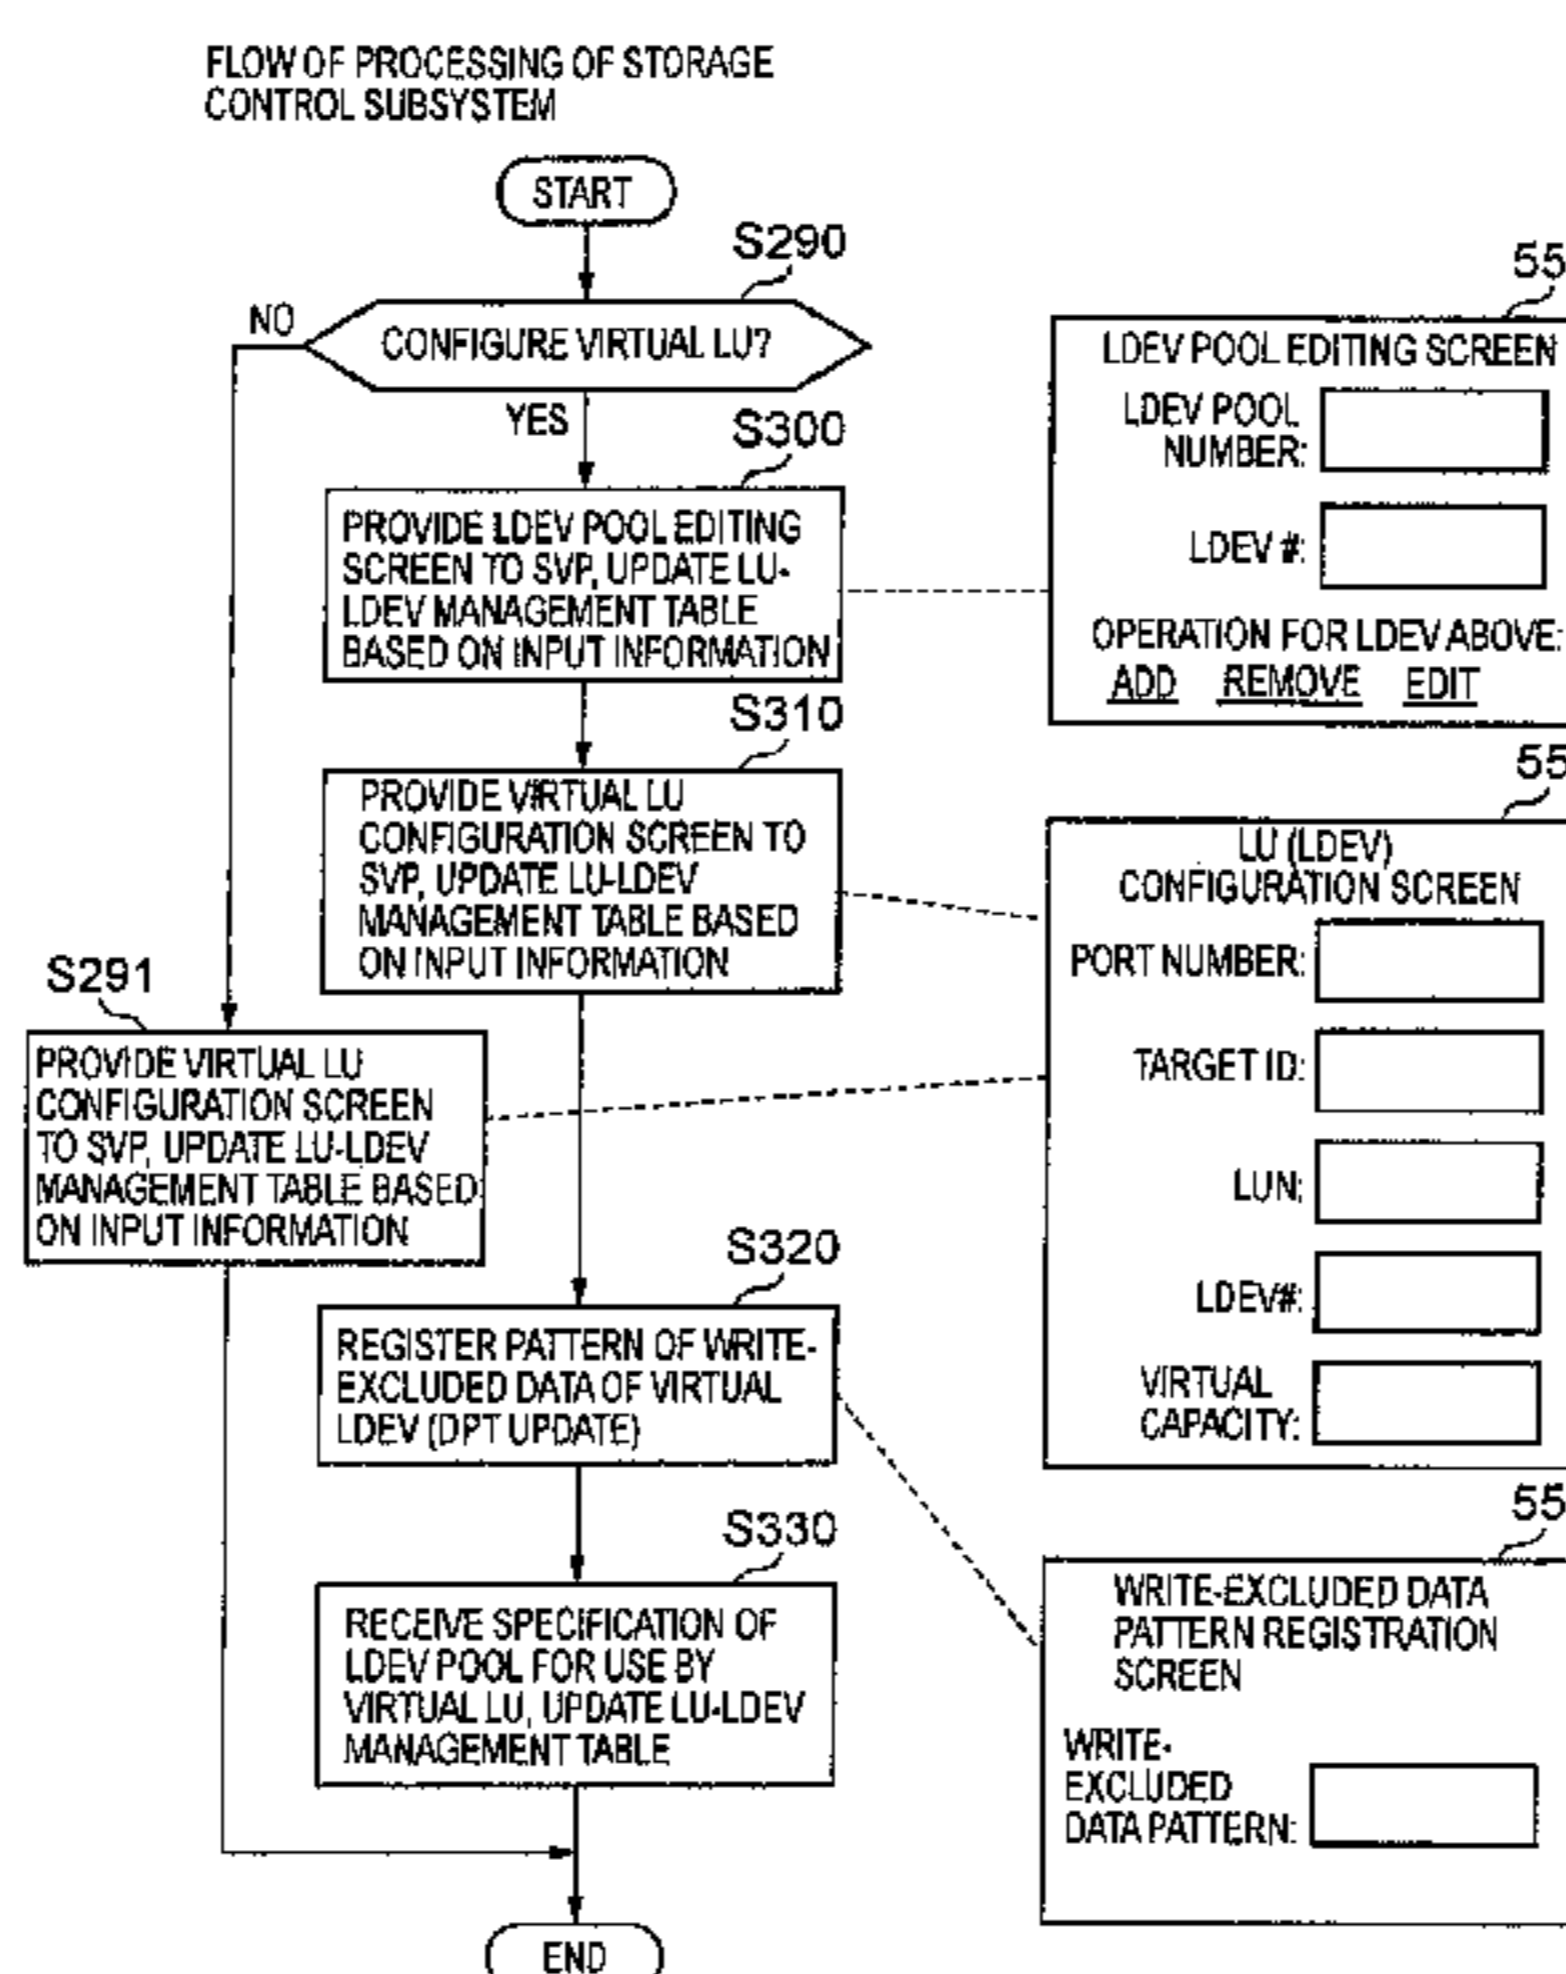 FLOW OF PROCESSING OF STORAGE
CONTROL SUBSYSTEM
START
S290
NO
CONFIGURE VIRTUAL LU?
YES
S300
PROVIDE LDEV POOL EDITING
SCREEN TO SVP, UPDATE LU-
LDEV MANAGEMENT TABLE
BASED ON INPUT INFORMATION
S310
PROVIDE VIRTUAL LU
CONFIGURATION SCREEN TO
SVP, UPDATE LU-LDEV
MANAGEMENT TABLE BASED
ON INPUT INFORMATION
S291
PROVIDE VIRTUAL LU
CONFIGURATION SCREEN
TO SVP, UPDATE LU-LDEV
MANAGEMENT TABLE BASED
ON INPUT INFORMATION
S320
REGISTER PATTERN OF WRITE-
EXCLUDED DATA OF VIRTUAL
LDEV (DPT UPDATE)
S330
RECEIVE SPECIFICATION OF
LDEV POOL FOR USE BY
VIRTUAL LU, UPDATE LU-LDEV
MANAGEMENT TABLE
END
55
LDEV POOL EDITING SCREEN
LDEV POOL
NUMBER:
LDEV #:
OPERATION FOR LDEV ABOVE:
ADD REMOVE EDIT
55
LU (LDEV)
CONFIGURATION SCREEN
PORT NUMBER:
TARGET ID:
LUN:
LDEV#:
VIRTUAL
CAPACITY:
55
WRITE-EXCLUDED DATA
PATTERN REGISTRATION
SCREEN
WRITE-
EXCLUDED
DATA PATTERN: